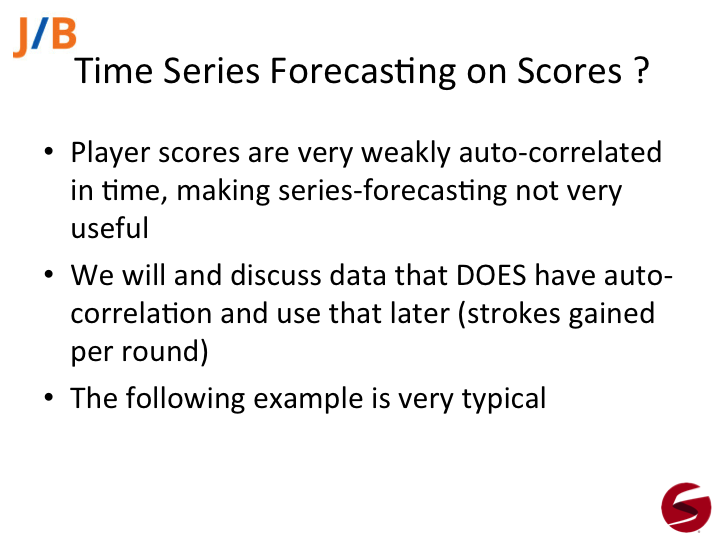 J/B
Time Series Forecasting on Scores ?
• Player scores are very weakly auto-correlated
in time, making series-forecasting not very
useful
• We will and discuss data that DOES have auto-
correlation and use that later (strokes gained
per round)
• The following example is very typical